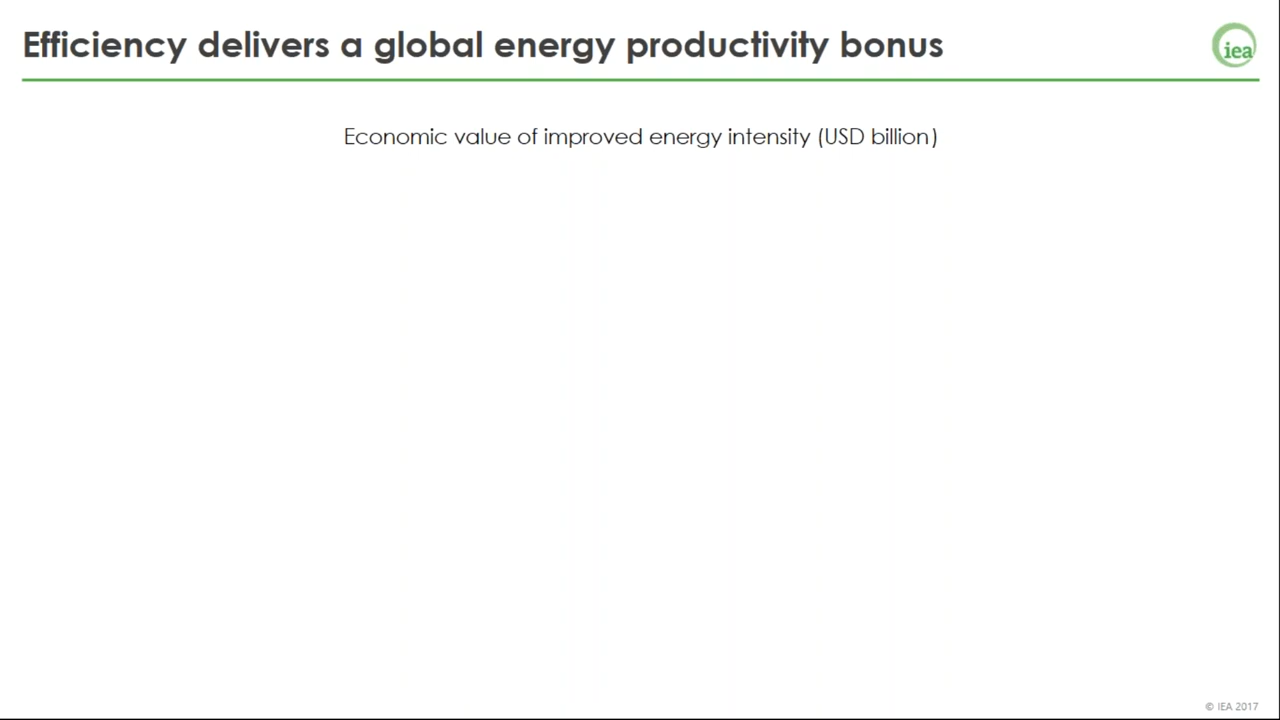 Efficiency delivers a global energy productivity bonus
iea
Economic value of improved energy intensity (USD billion)
© IEA 2017